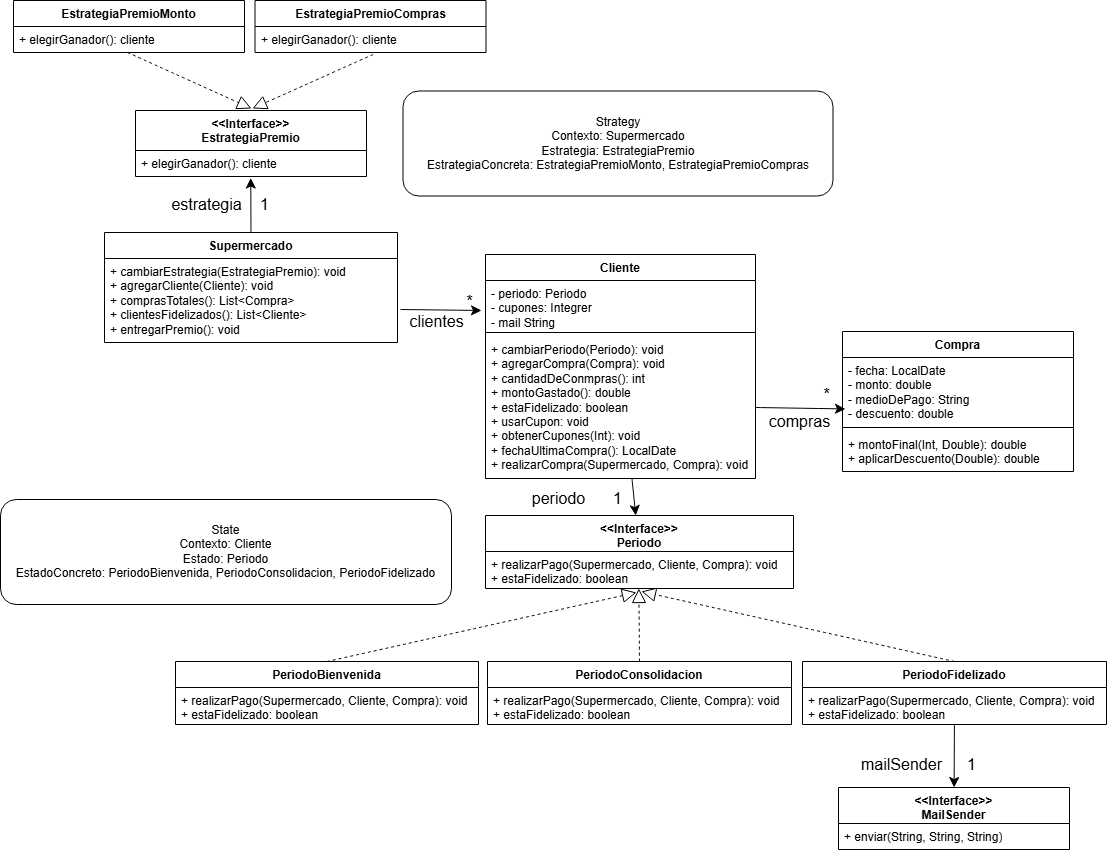 EstrategiaPremioMonto
+ elegirGanador(): cliente
EstrategiaPremioCompras
+ elegirGanador(): cliente
<<Interface>>
EstrategiaPremio
+ elegirGanador(): cliente
Strategy
Contexto: Supermercado
Estrategia: EstrategiaPremio
EstrategiaConcreta: EstrategiaPremioMonto, EstrategiaPremioCompras
estrategia 1
Supermercado
+ cambiarEstrategia(EstrategiaPremio): void
+ agregarCliente(Cliente): void
+ comprasTotales(): List<Compra>
+ clientesFidelizados(): List<Cliente>
+ entregarPremio(): void
*
clientes
Cliente
- periodo: Periodo
- cupones: Integrer
- mail String
+ cambiarPeriodo(Periodo): void
+ agregarCompra(Compra): void
+ cantidadDeConmpras(): int
+ montoGastado(): double
+ estaFidelizado: boolean
+ usarCupon: void
+ obtenerCupones(Int): void
+ fechaUltimaCompra(): LocalDate
+ realizarCompra(Supermercado, Compra): void
*
compras
Compra
- fecha: LocalDate
- monto: double
- medioDePago: String
- descuento: double
+ montoFinal(Int, Double): double
+ aplicarDescuento(Double): double
periodo 1
State
Contexto: Cliente
Estado: Periodo
EstadoConcreto: PeriodoBienvenida, PeriodoConsolidacion, PeriodoFidelizado
<<Interface>>
Periodo
+ realizarPago(Supermercado, Cliente, Compra): void
+ estaFidelizado: boolean
PeriodoBienvenida
+ realizarPago(Supermercado, Cliente, Compra): void
+ estaFidelizado: boolean
PeriodoConsolidacion
+ realizarPago(Supermercado, Cliente, Compra): void
+ estaFidelizado: boolean
PeriodoFidelizado
+ realizarPago(Supermercado, Cliente, Compra): void
+ estaFidelizado: boolean
mailSender 1
<<Interface>>
MailSender
+ enviar(String, String, String)